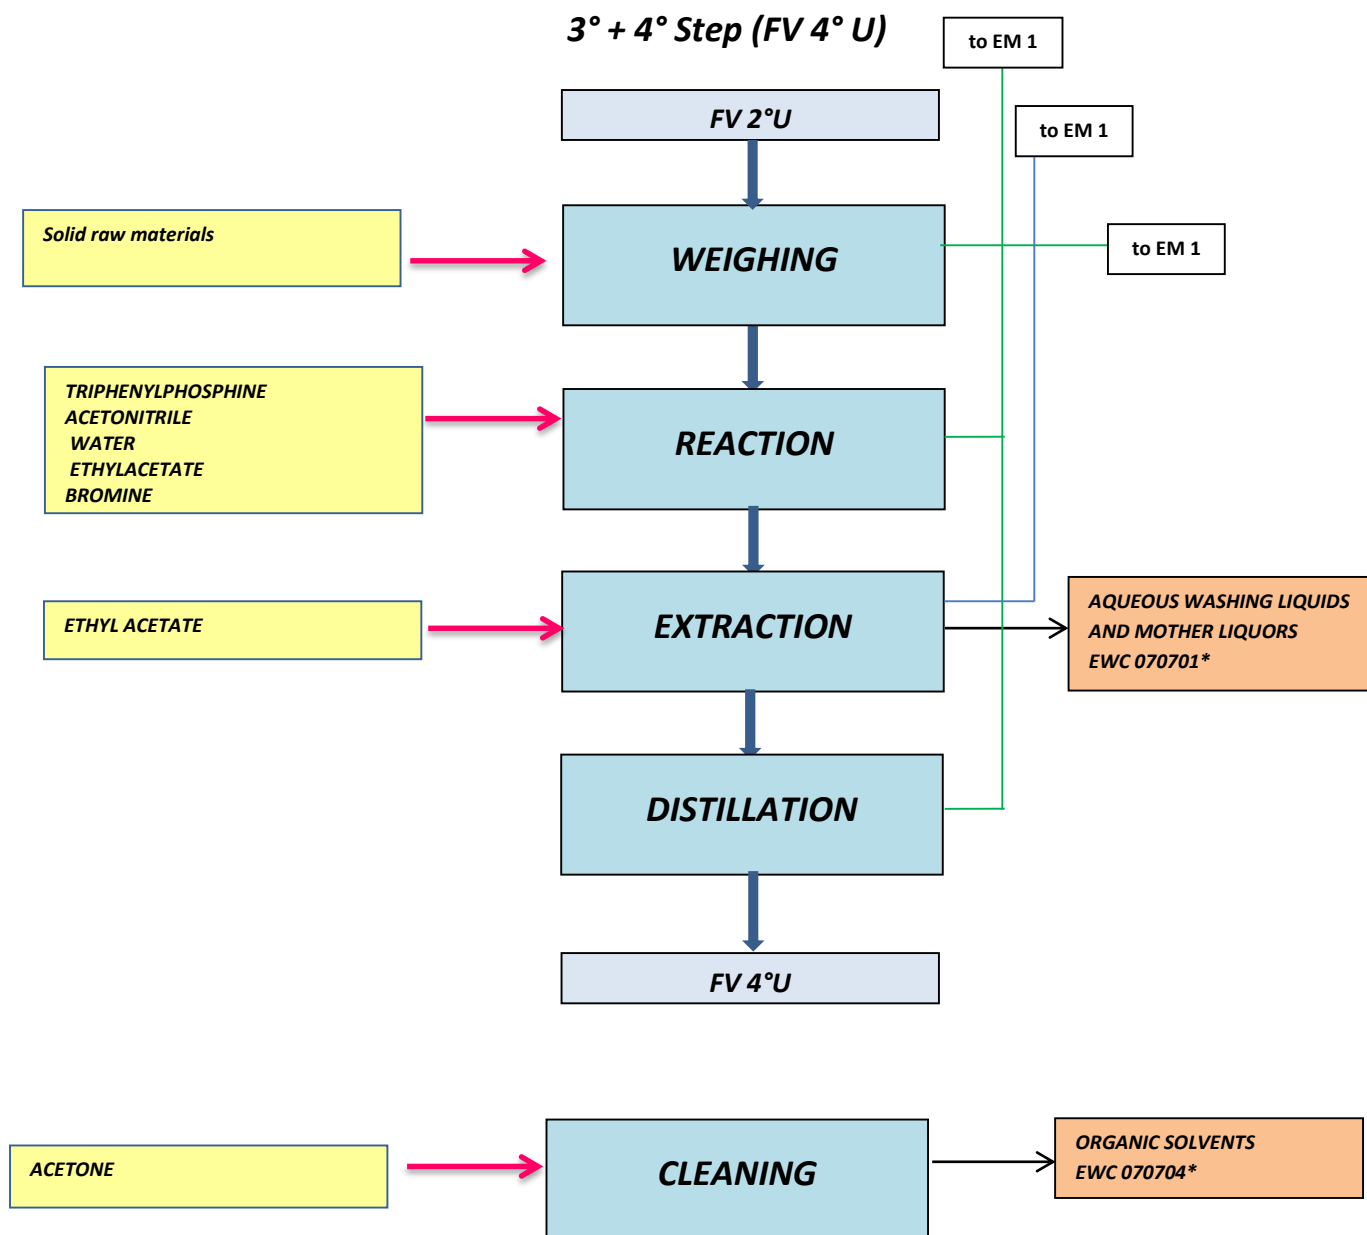 3° + 4° Step (FV 4° U)
to EM 1
FV 2°U
to EM 1
Solid raw materials
WEIGHING
to EM 1
TRIPHENYLPHOSPHINE
ACETONITRILE
WATER
ETHYLACETATE
BROMINE
REACTION
ETHYL ACETATE
EXTRACTION
AQUEOUS WASHING LIQUIDS
AND MOTHER LIQUORS
EWC 070701*
DISTILLATION
FV 4°U
ACETONE
CLEANING
ORGANIC SOLVENTS
EWC 070704*